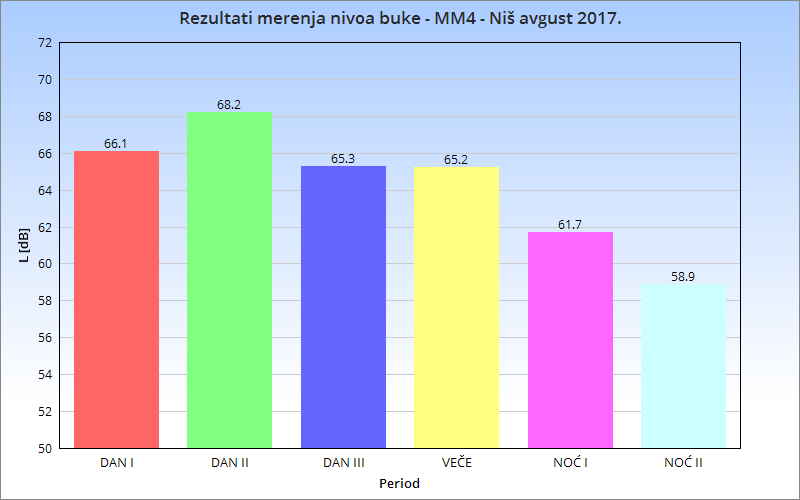 Rezultati merenja nivoa buke - MM4 - Niš avgust 2017.
72
70
68
66
64
62
60
58
56
54
52
50
L [dB]
66.1
68.2
65.3
65.2
61.7
58.9
DAN I
DAN II
DAN III
VEČE
NOĆ I
NOĆ II
Period